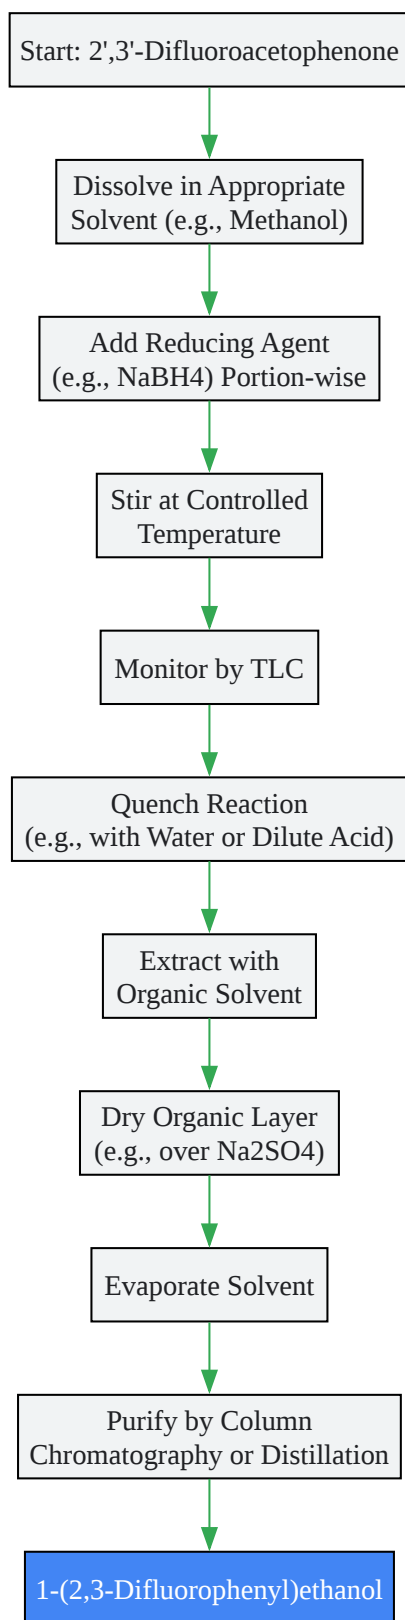 Start: 2',3'-Difluoroacetophenone
Dissolve in Appropriate
Solvent (e.g., Methanol)
Add Reducing Agent
(e.g., NaBH4) Portion-wise
Stir at Controlled
Temperature
Monitor by TLC
Quench Reaction
(e.g., with Water or Dilute Acid)
Extract with
Organic Solvent
Dry Organic Layer
(e.g., over Na2SO4)
Evaporate Solvent
Purify by Column
Chromatography or Distillation
1-(2,3-Difluorophenyl)ethanol